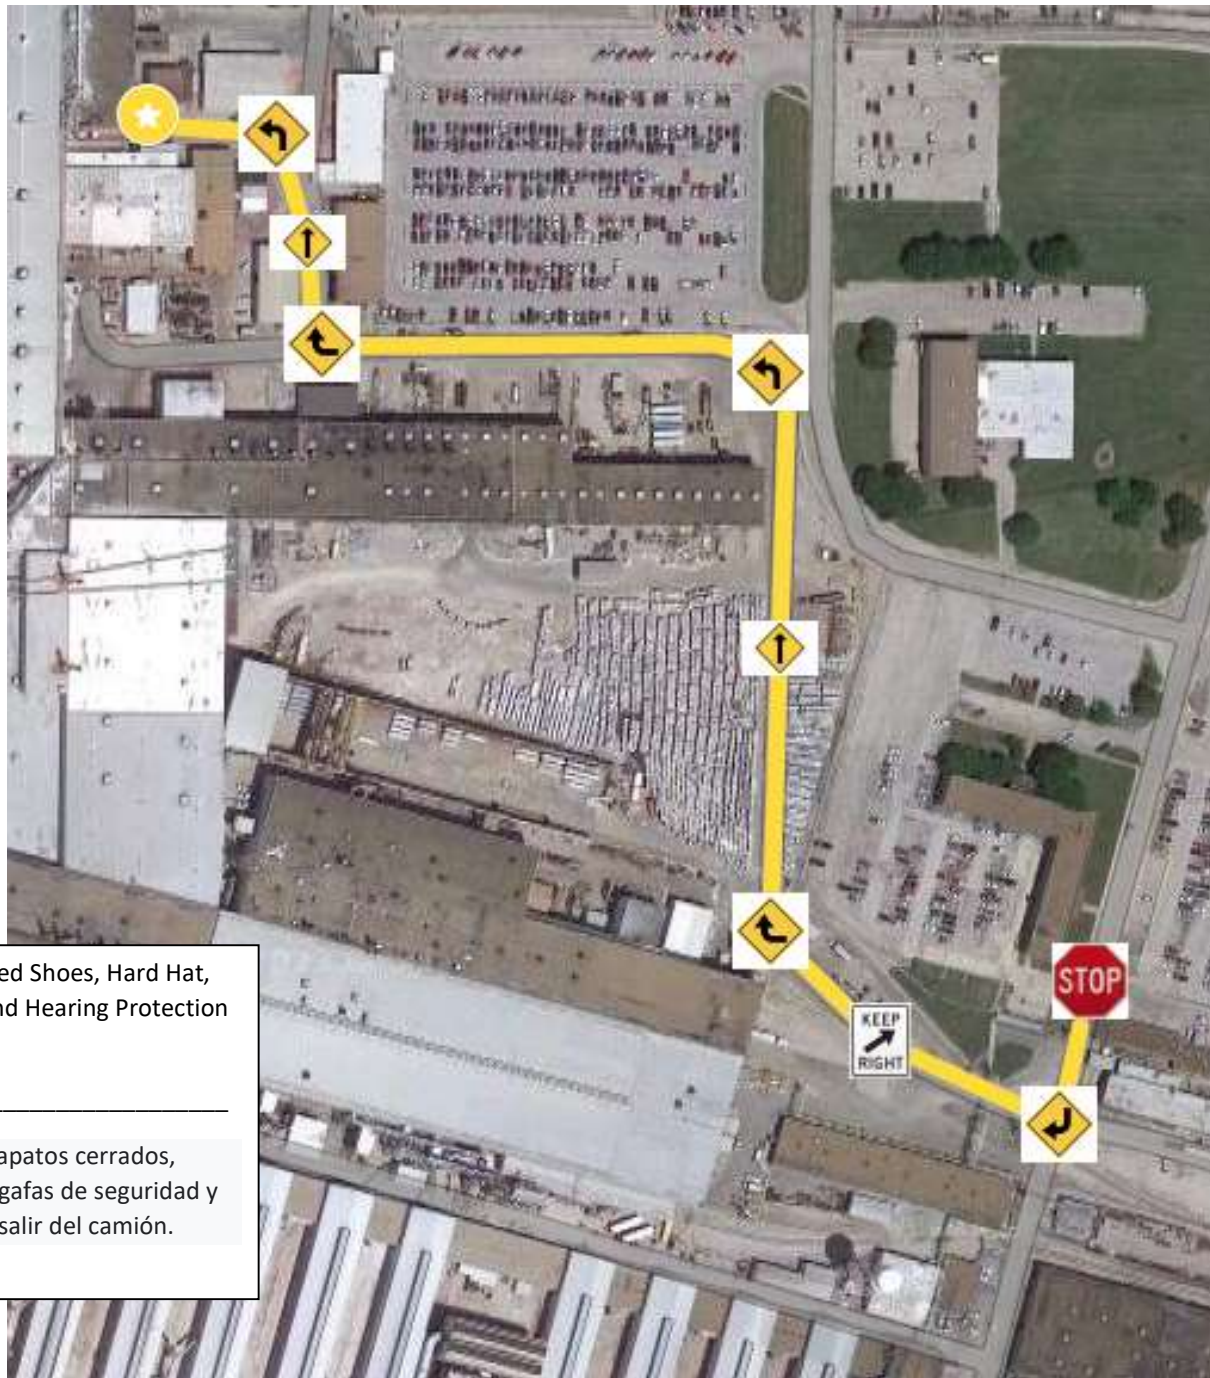 STOP
KEEP
RIGHT
ed Shoes, Hard Hat,
nd Hearing Protection
apatos cerrados,
gafas de seguridad y
salir del camión.